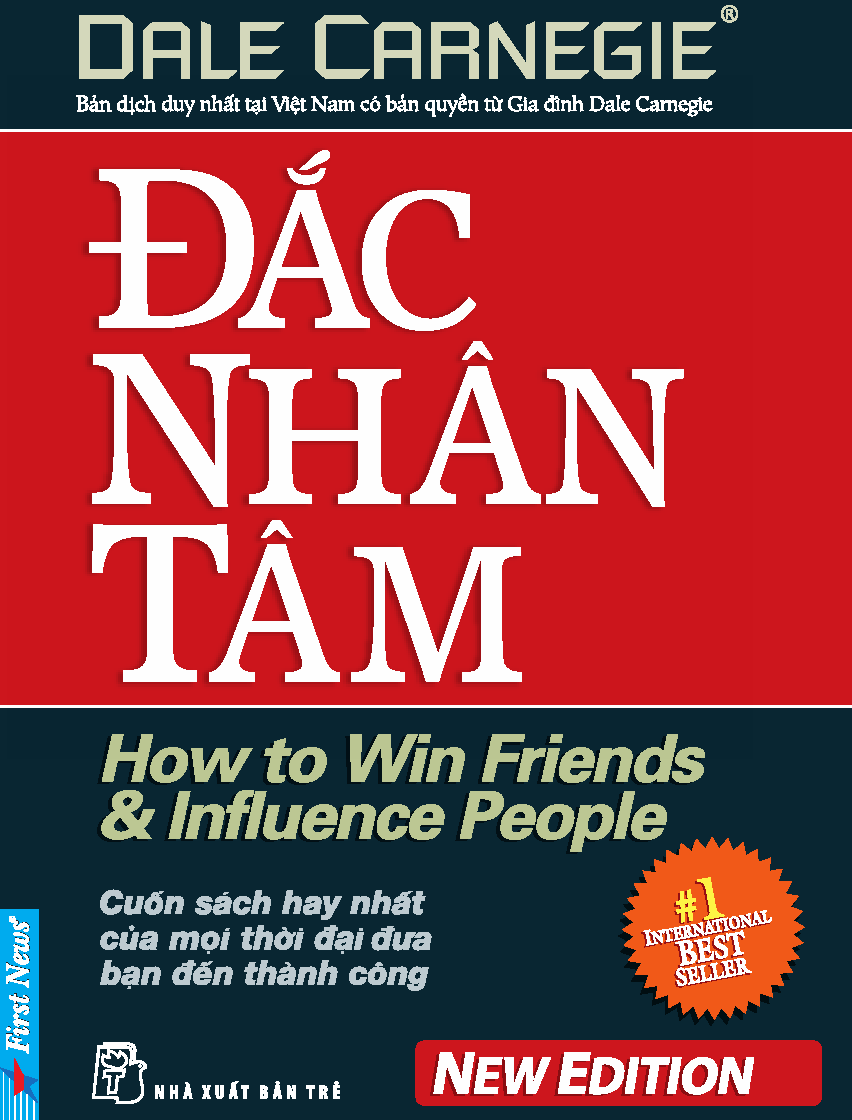 DALE CARNEGIE®
Bản dịch duy nhất tại Việt Nam có bản quyền từ Gia đình Dale Carnegie
ĐẮC
NHÂN
TÂM
How to Win Friends
& Influence People
Cuốn sách hay nhất
của mọi thời đại đưa
bạn đến thành công
#1
INTERNATIONAL
BEST
SELLER
First News®
NHÀ XUẤT BẢN TRẺ
NEW EDITION